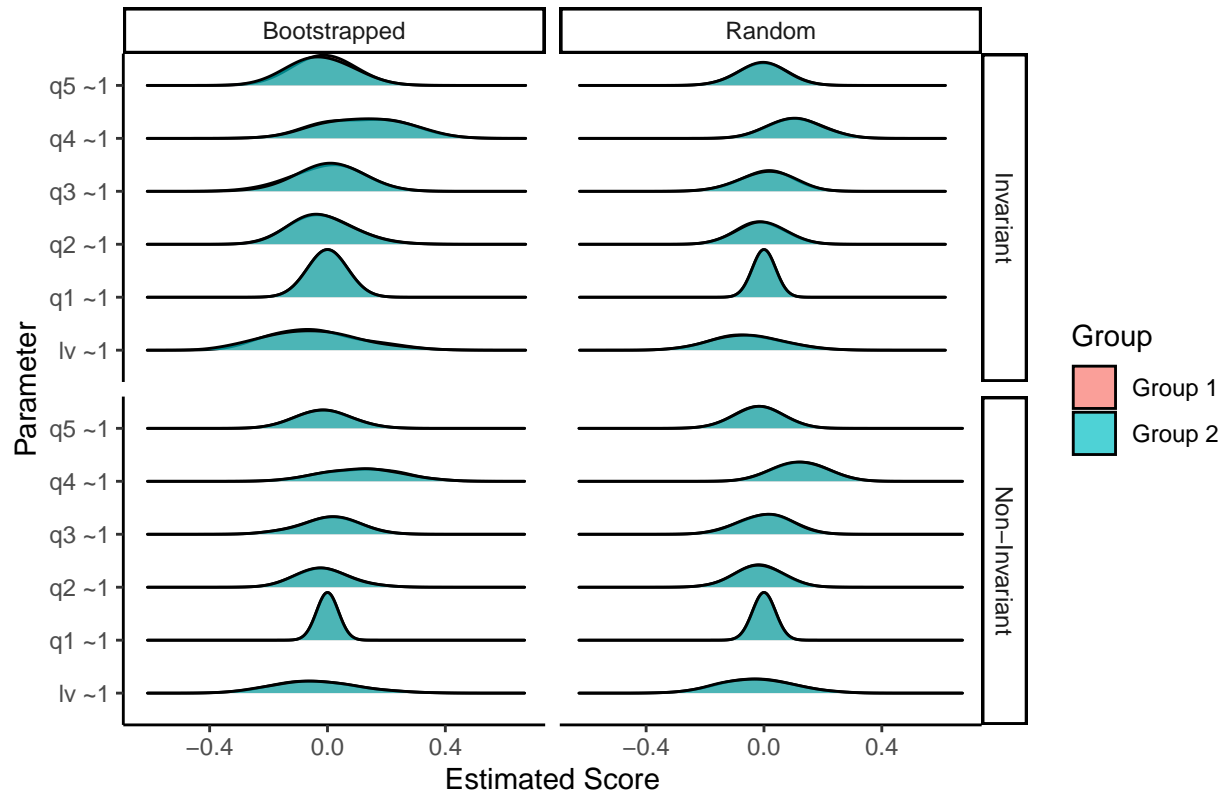 Bootstrapped
Random
q5 ~1
q4 ~1
q3 ~1
q2 ~1
q1 ~1
lv ~1
Invariant
q5 ~1
q4 ~1
q3 ~1
q2 ~1
q1 ~1
lv ~1
Non−Invariant
Parameter
−0.4
0.0
0.4
−0.4
0.0
0.4
Estimated Score
Group
Group 1
Group 2